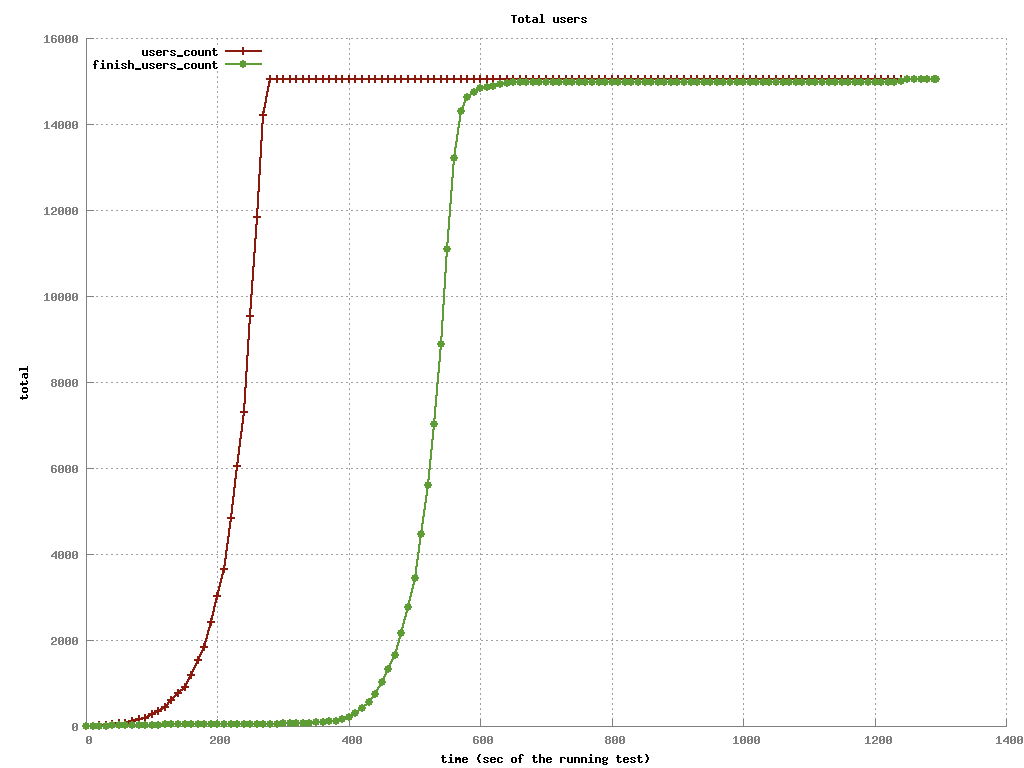 Total users
16000
users_count
finish_users_count
14000
12000
10000
total
8000
6000
4000
2000
0
0 200 400 600 800 1000 1200 1400
time (sec of the running test)